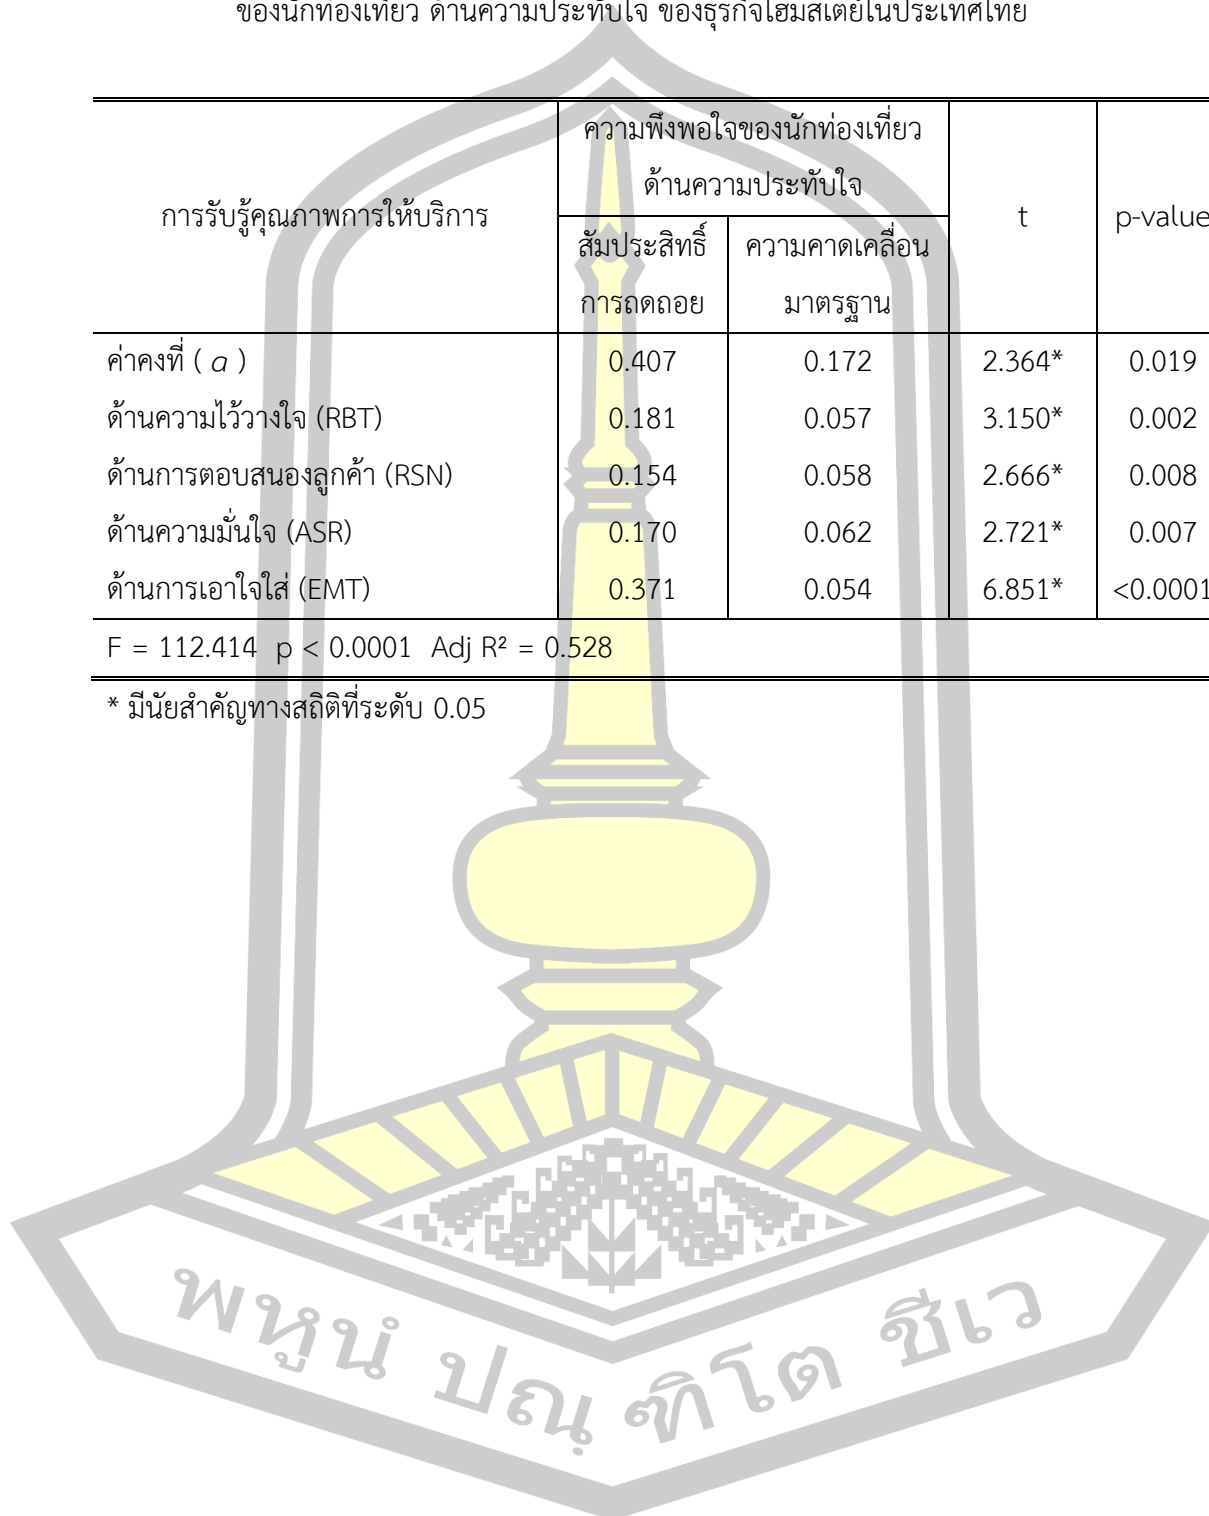 ของนักท่องเที่ยว ด้านความประทับใจ ของธุรกิจโฮมสเตย์ในประเทศไทย
การรับรู้คุณภาพการให้บริการ
ความพึงพอใจของนักท่องเที่ยว
ด้านความประทับใจ
t
p-value
สัมประสิทธิ์
การถดถอย
ความคาดเคลื่อน
มาตรฐาน
ค่าคงที่ ( a ) 0.407 0.172 2.364* 0.019
ด้านความไว้วางใจ (RBT) 0.181 0.057 3.150* 0.002
ด้านการตอบสนองลูกค้า (RSN) 0.154 0.058 2.666* 0.008
ด้านความมั่นใจ (ASR) 0.170 0.062 2.721* 0.007
ด้านการเอาใจใส่ (EMT) 0.371 0.054 6.851* <0.0001
F = 112.414 p < 0.0001 Adj R² = 0.528
* มีนัยสำคัญทางสถิติที่ระดับ 0.05
พหูนํ ปณฺ ฑิโต ชีเว